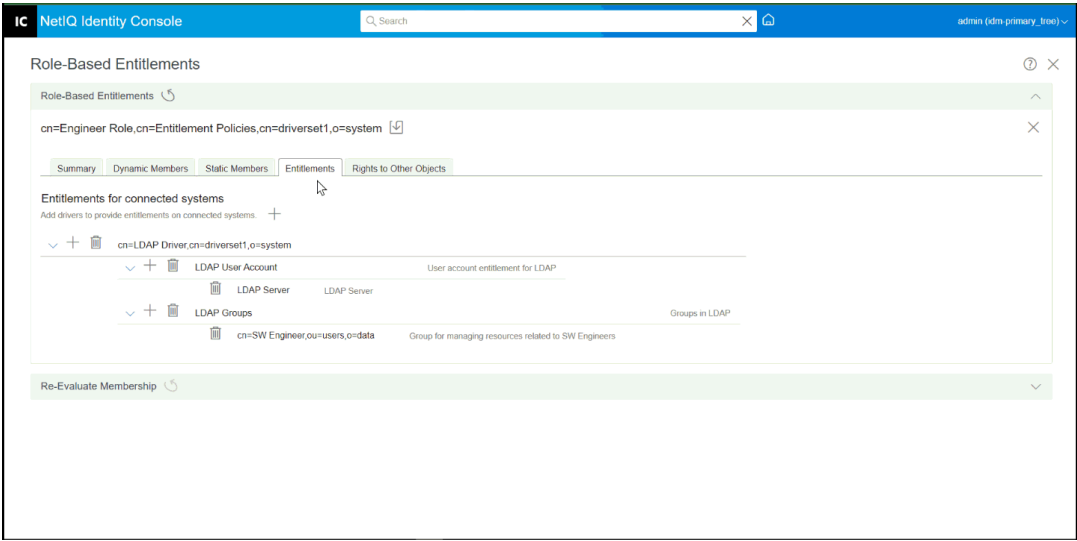 IC NetIQ Identity Console Search admin (idm-primary_tree)
Role-Based Entitlements
Role-Based Entitlements
cn=Engineer Role,cn=Entitlement Policies,cn=driverset1,o=system
Summary Dynamic Members Static Members Entitlements Rights to Other Objects
Entitlements for connected systems
Add drivers to provide entitlements on connected systems.
cn=LDAP Driver,cn=driverset1,o=system
LDAP User Account User account entitlement for LDAP
LDAP Server LDAP Server
LDAP Groups Groups in LDAP
cn=SW Engineer,ou=users,o=data Group for managing resources related to SW Engineers
Re-Evaluate Membership